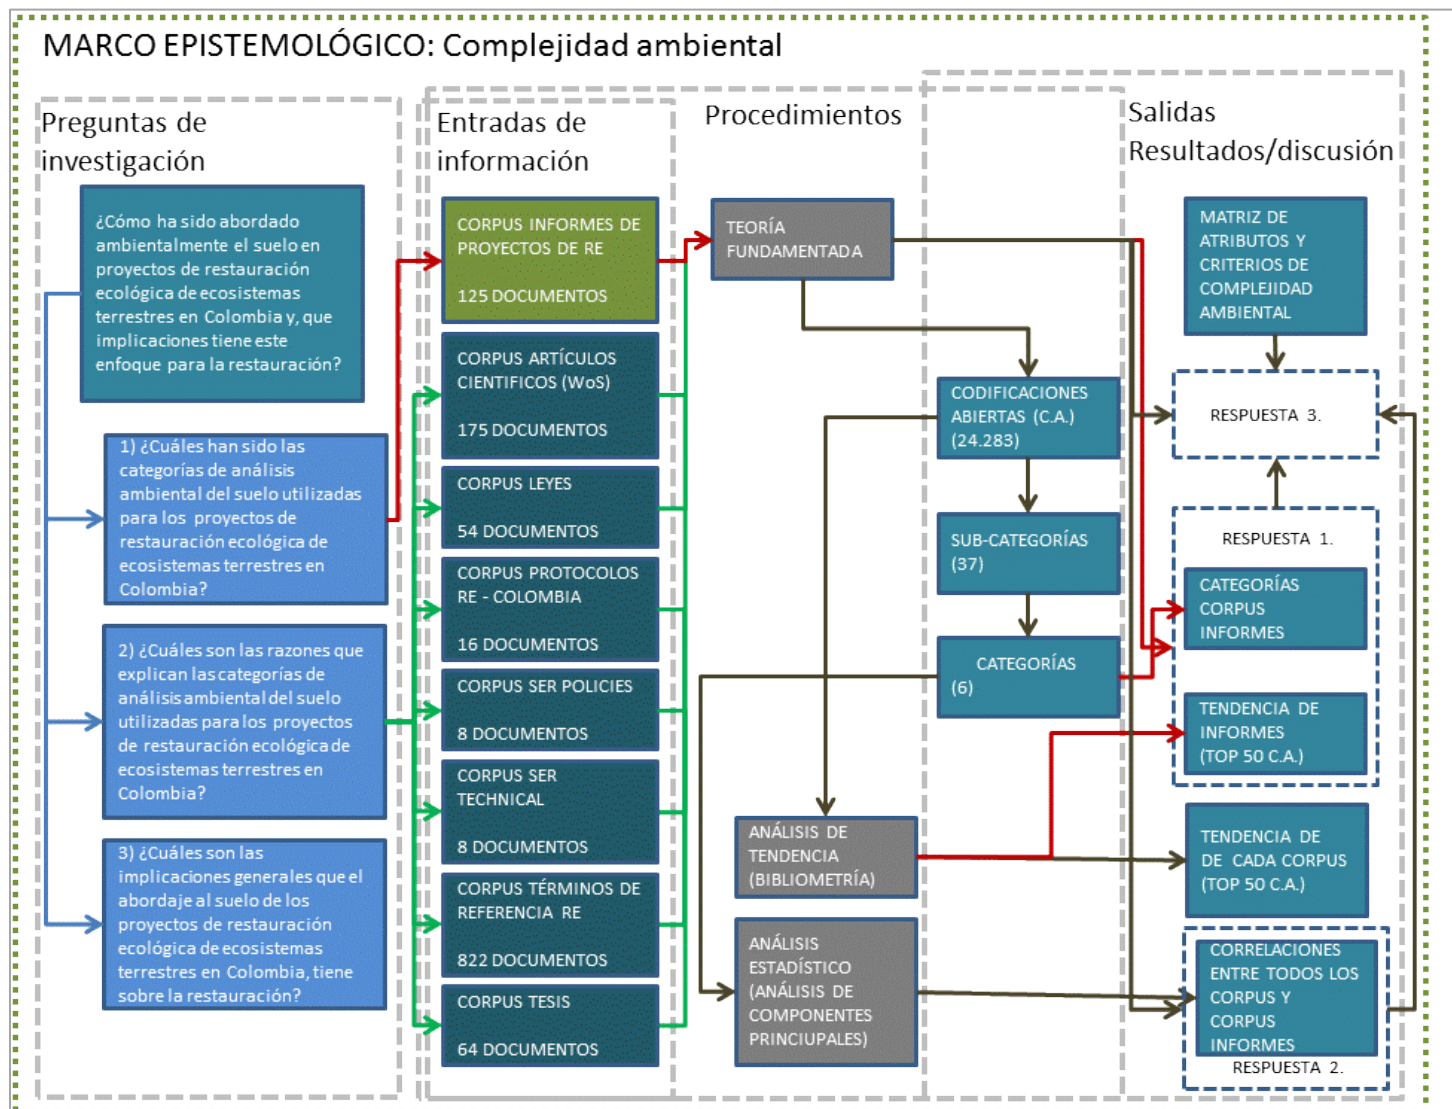 MARCO EPISTEMOLÓGICO: Complejidad ambiental
Preguntas de
investigación
¿Cómo ha sido abordado
ambientalmente el suelo en
proyectos de restauración
ecológica de ecosistemas
terrestres en Colombia y, que
implicaciones tiene este
enfoque para la restauración?
1) ¿Cuáles han sido las
categorías de análisis
ambiental del suelo utilizadas
para los proyectos de
restauración ecológica de
ecosistemas terrestres en
Colombia?
2) ¿Cuáles son las razones que
explican las categorías de
análisis ambiental del suelo
utilizadas para los proyectos
de restauración ecológica de
ecosistemas terrestres en
Colombia?
3) ¿Cuáles son las
implicaciones generales que el
abordaje al suelo de los
proyectos de restauración
ecológica de ecosistemas
terrestres en Colombia, tiene
sobre la restauración?
Entradas de
información
CORPUS INFORMES DE
PROYECTOS DE RE
125 DOCUMENTOS
CORPUS ARTÍCULOS
CIENTIFICOS (WoS)
175 DOCUMENTOS
CORPUS LEYES
54 DOCUMENTOS
CORPUS PROTOCOLOS
RE - COLOMBIA
16 DOCUMENTOS
CORPUS SER POLICIES
8 DOCUMENTOS
CORPUS SER
TECHNICAL
8 DOCUMENTOS
CORPUS TÉRMINOS DE
REFERENCIA RE
822 DOCUMENTOS
CORPUS TESIS
64 DOCUMENTOS
Procedimientos
TEORÍA
FUNDAMENTADA
CODIFICACIONES
ABIERTAS (C.A.)
(24.283)
SUB-CATEGORÍAS
(37)
CATEGORÍAS
(6)
ANÁLISIS DE
TENDENCIA
(BIBLIOMETRÍA)
ANÁLISIS
ESTADÍSTICO
(ANÁLISIS DE
COMPONENTES
PRINCIUPALES)
Salidas
Resultados/discusión
MATRIZ DE
ATRIBUTOS Y
CRITERIOS DE
COMPLEJIDAD
AMBIENTAL
RESPUESTA 3.
RESPUESTA 1.
CATEGORÍAS
CORPUS
INFORMES
TENDENCIA DE
INFORMES
(TOP 50 C.A.)
TENDENCIA DE
DE CADA CORPUS
(TOP 50 C.A.)
CORRELACIONES
ENTRE TODOS LOS
CORPUS Y
CORPUS
INFORMES
RESPUESTA 2.